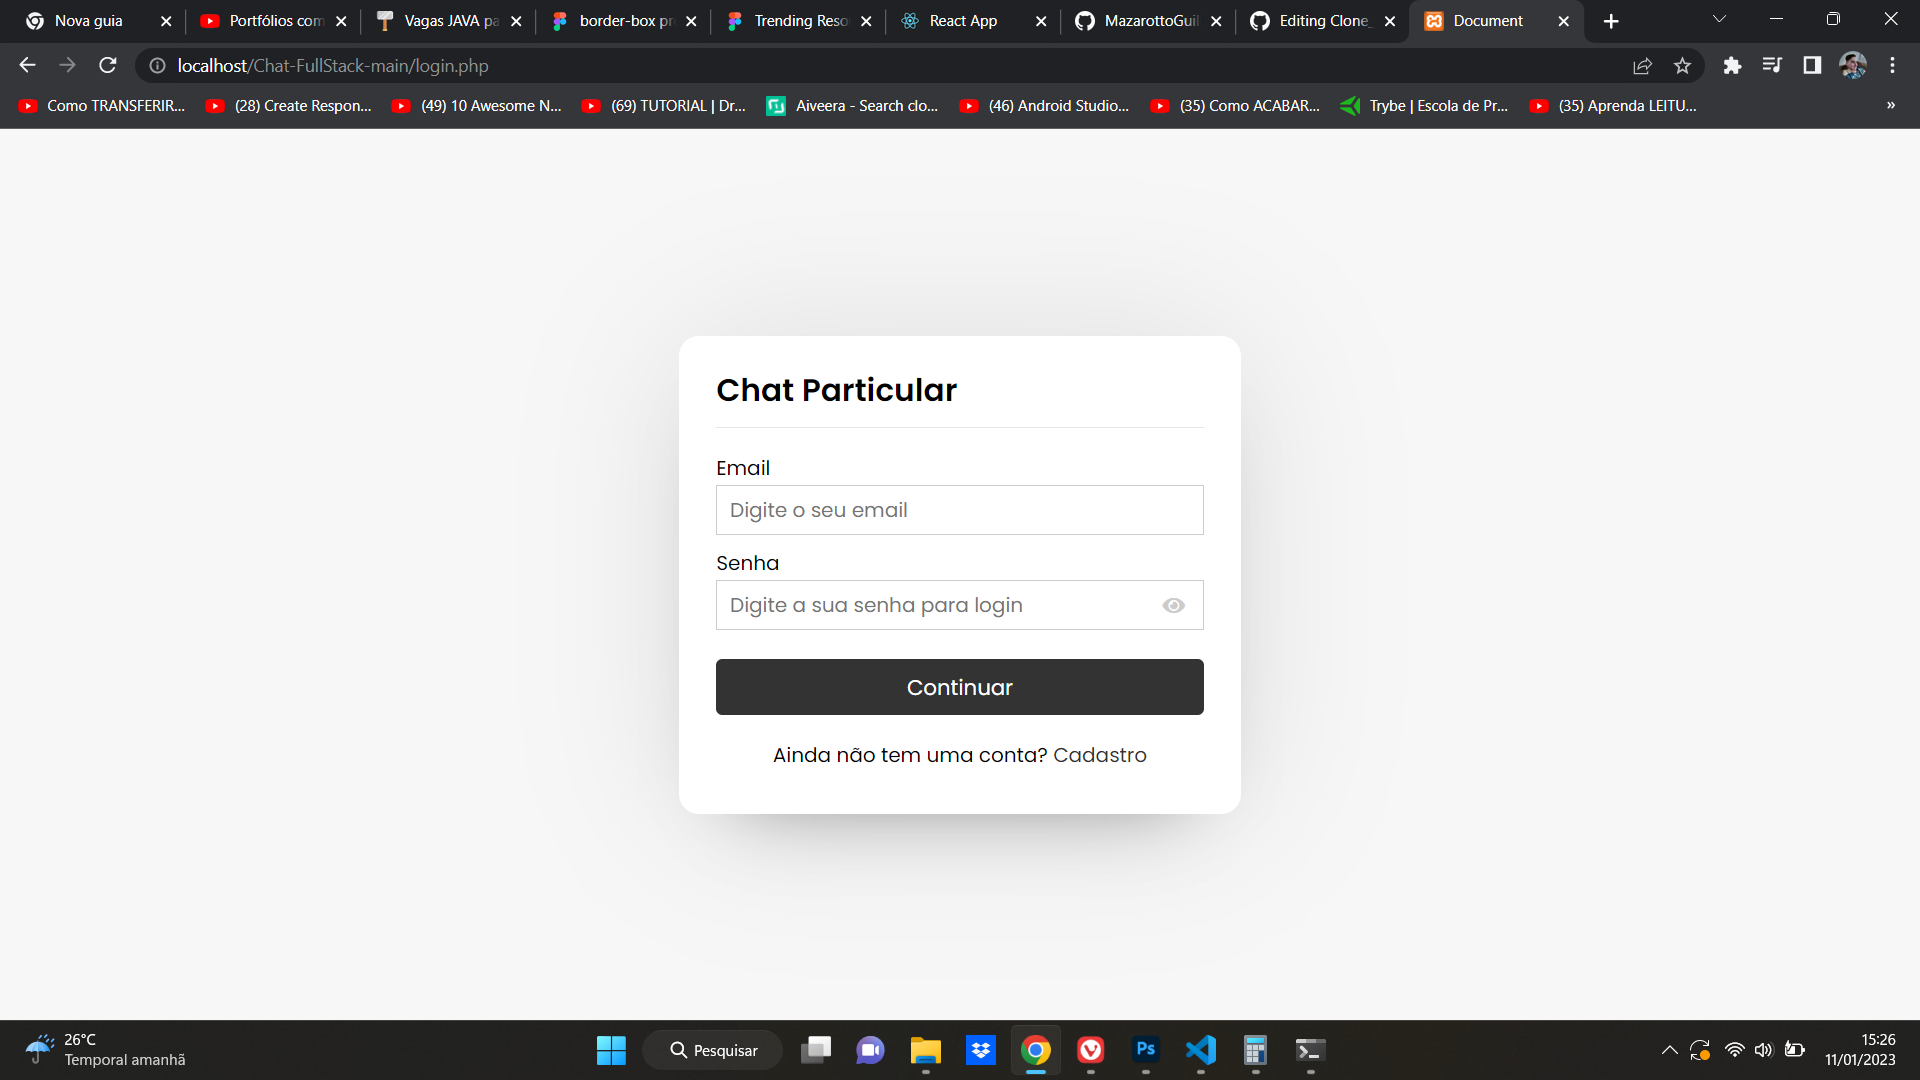 Nova guia
Portfólios com
Vagas JAVA pa
border-box pr
Trending Reso
React App
MazarottoGuil
Editing Clone_
Document
localhost/Chat-FullStack-main/login.php
Como TRANSFERIR...
(28) Create Respon...
(49) 10 Awesome N...
(69) TUTORIAL | Dr...
Aiveera - Search clo...
(46) Android Studio...
(35) Como ACABAR...
Trybe | Escola de Pr...
(35) Aprenda LEITU...
»
Chat Particular
Email
Digite o seu email
Senha
Digite a sua senha para login
Continuar
Ainda não tem uma conta? Cadastro
26°C
Temporal amanhã
Pesquisar
Ps
15:26
11/01/2023